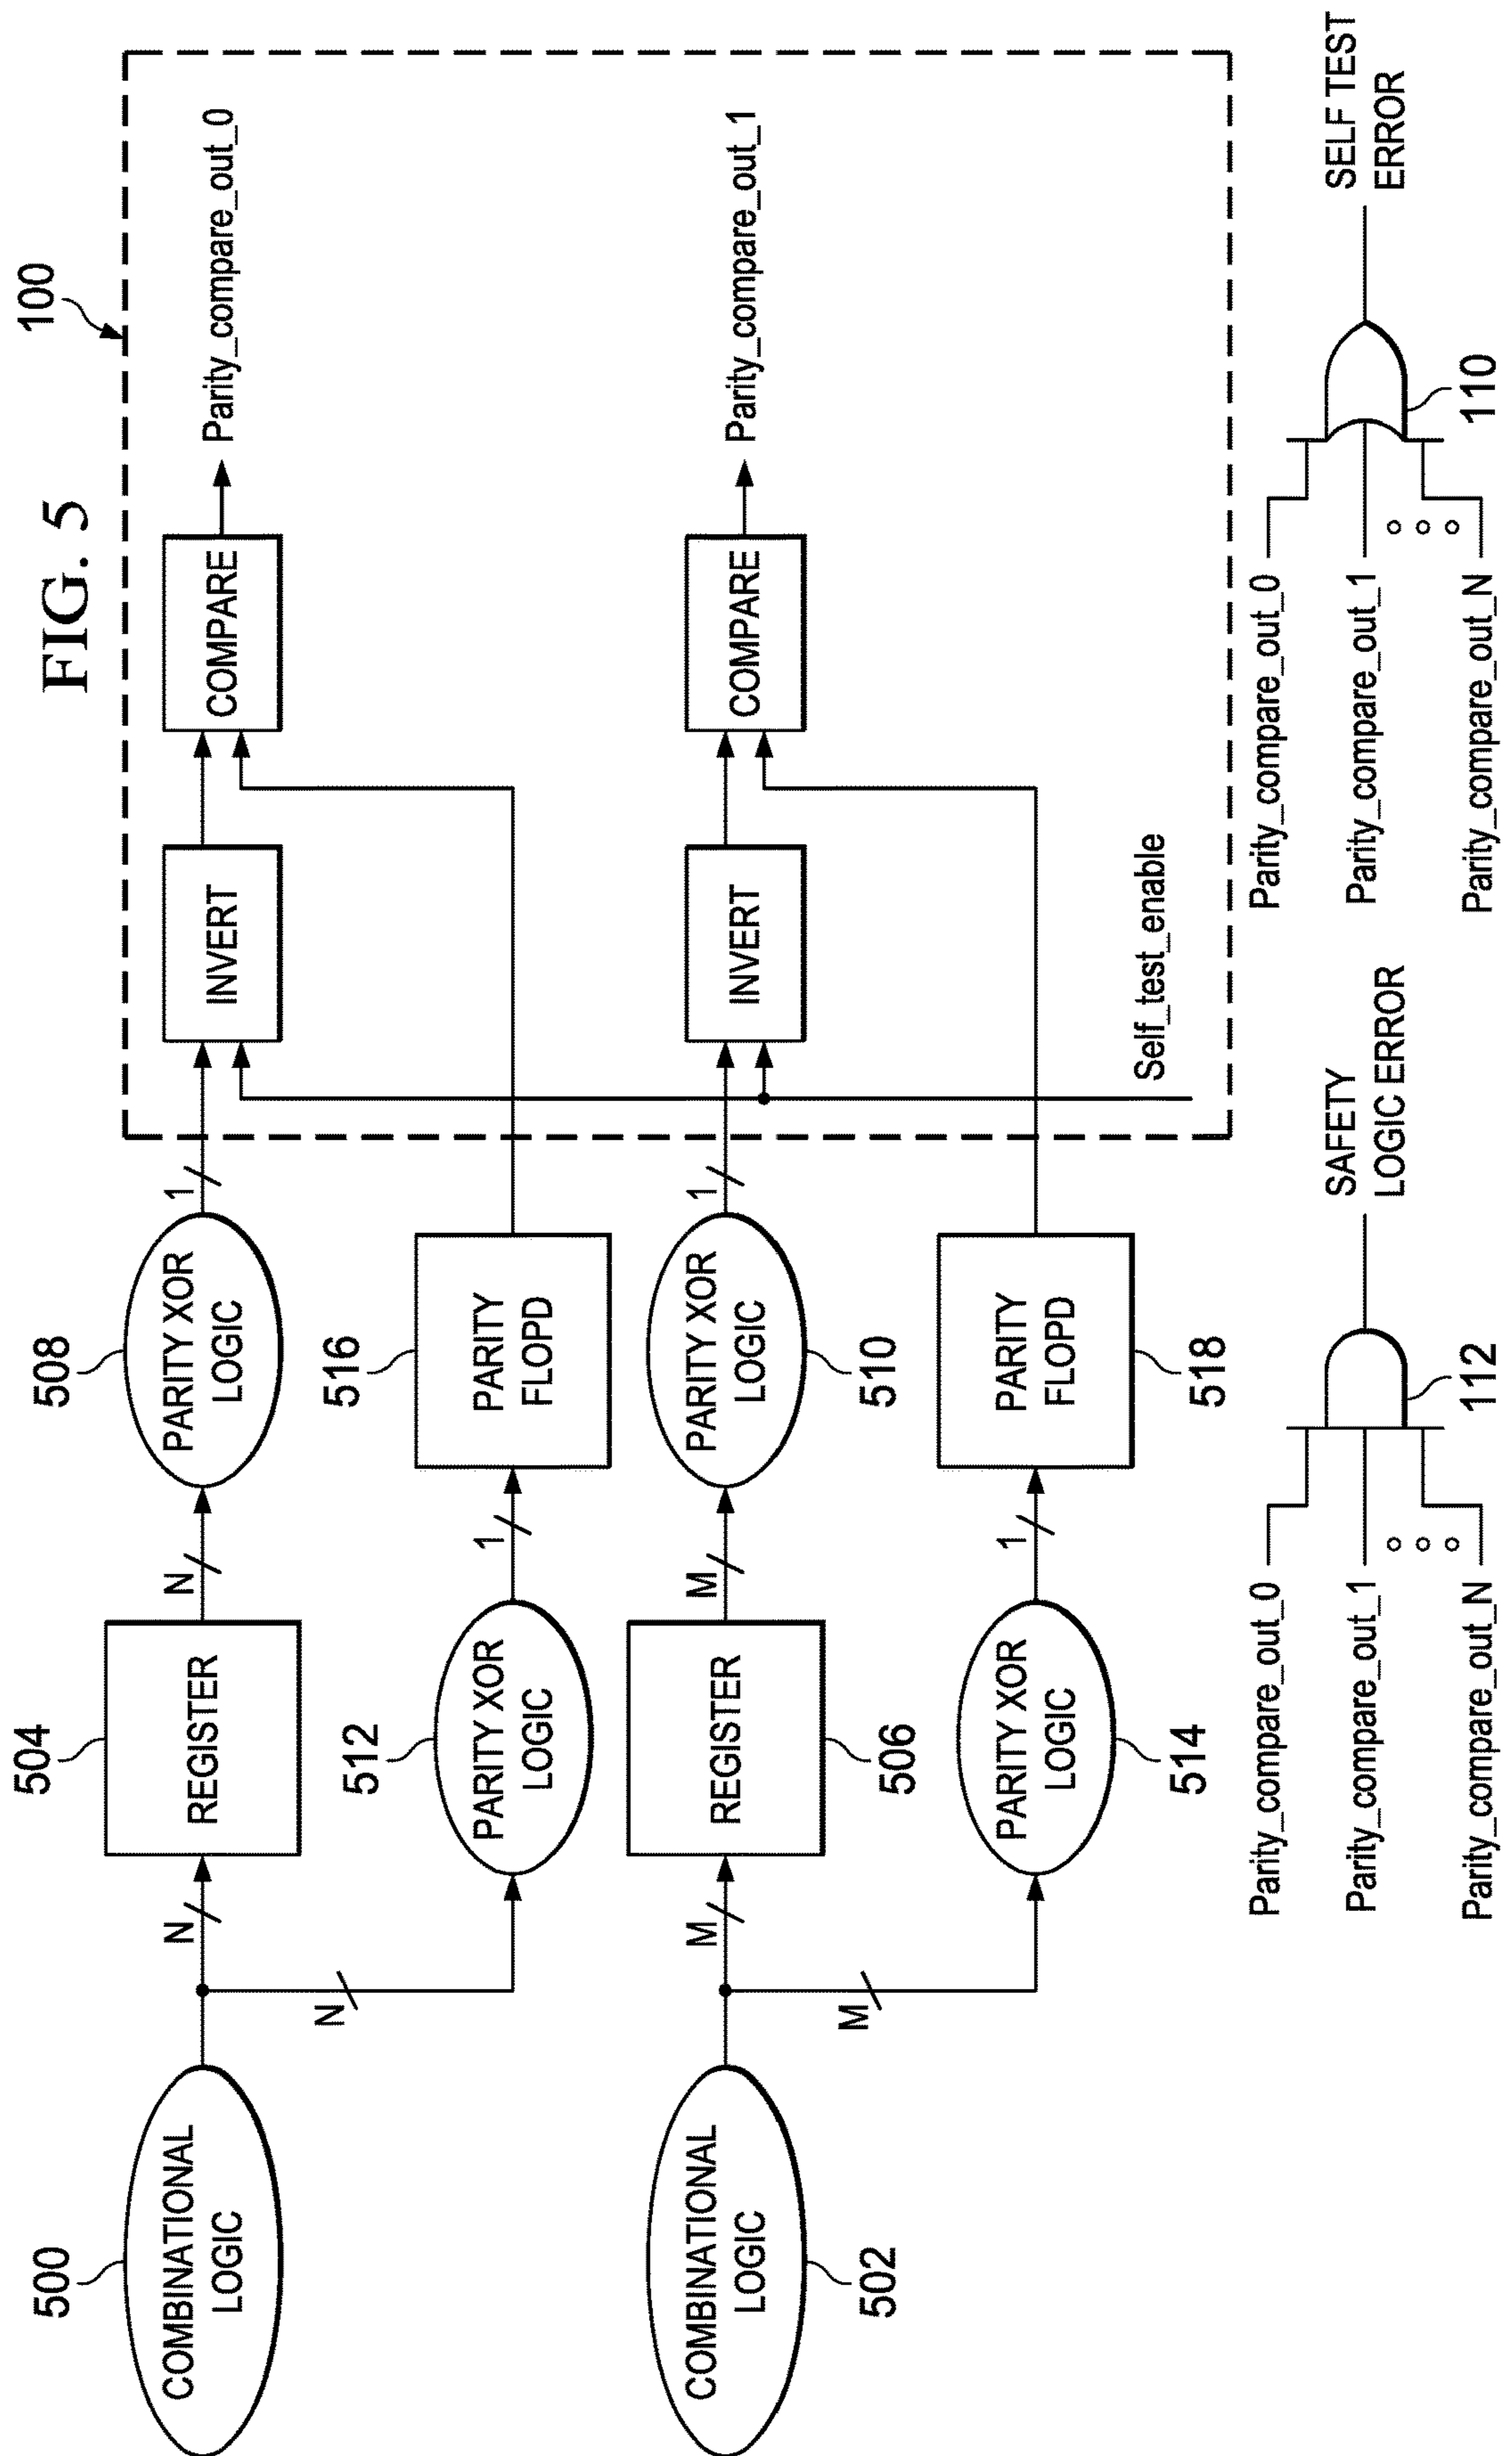 FIG. 5
100
500
COMBINATIONAL
LOGIC
N
504
REGISTER
N
508
PARITY XOR
LOGIC
1
INVERT
COMPARE
Parity_compare_out_0
N
512
PARITY XOR
LOGIC
1
516
PARITY
FLOPD
COMBINATIONAL
LOGIC
502
M
REGISTER
506
M
PARITY XOR
LOGIC
510
1
INVERT
COMPARE
Parity_compare_out_1
M
PARITY XOR
LOGIC
514
1
PARITY
FLOPD
518
Self_test_enable
Parity_compare_out_0
Parity_compare_out_1
Parity_compare_out_N
112
SAFETY
LOGIC ERROR
Parity_compare_out_0
Parity_compare_out_1
Parity_compare_out_N
110
SELF TEST
ERROR